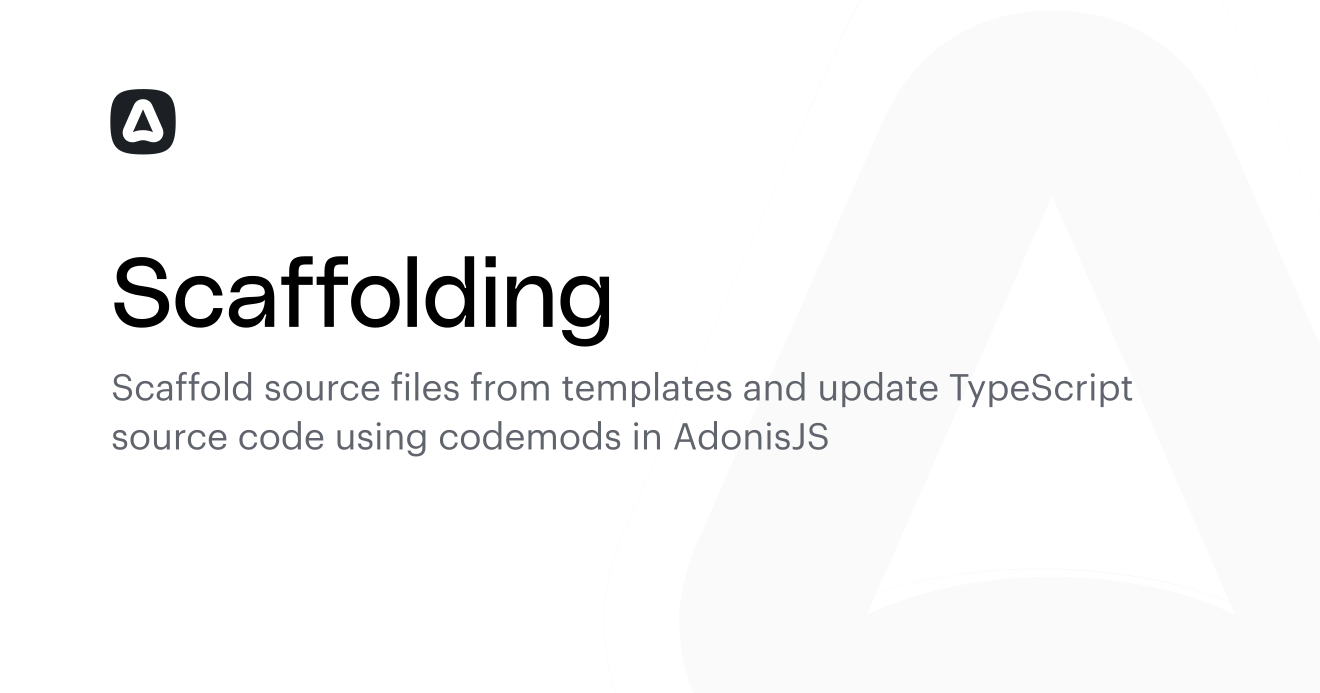 Scaffolding
Scaffold source files from templates and update TypeScript
source code using codemods in AdonisJS